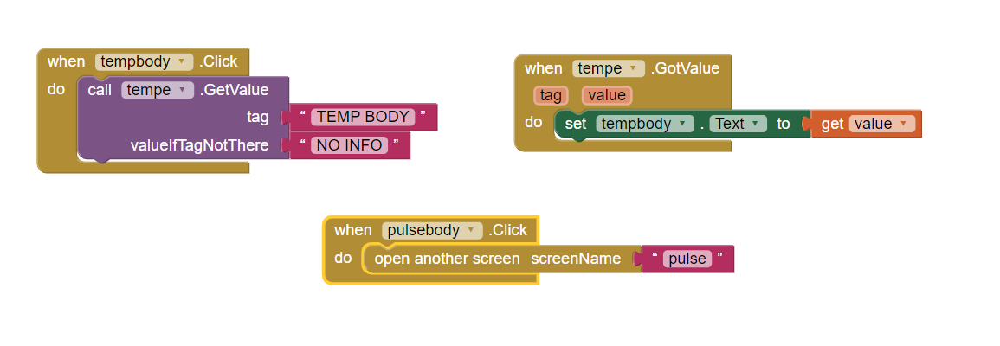 when tempbody .Click
do call tempe .GetValue
tag " TEMP BODY "
valueIfTagNotThere " NO INFO "
when tempe .GotValue
tag value
do set tempbody . Text to get value
when pulsebody .Click
do open another screen screenName " pulse "